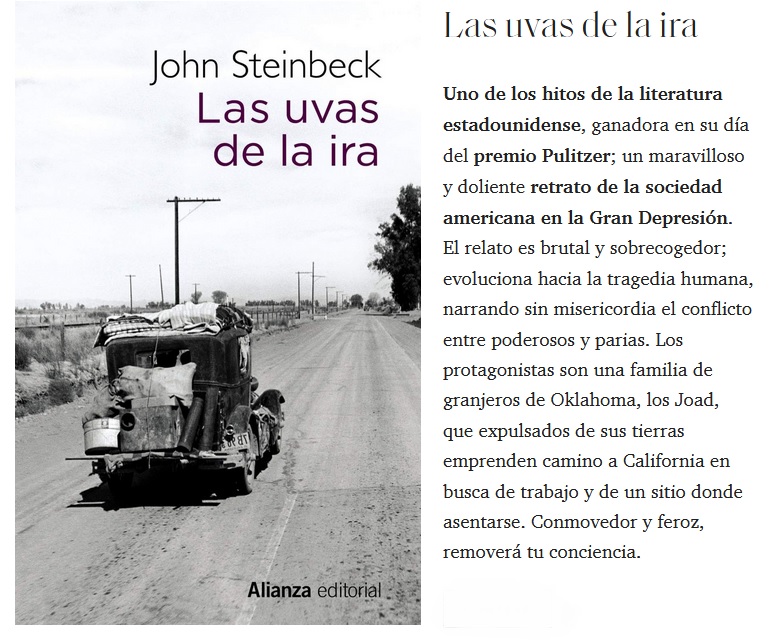 John Steinbeck
Las uvas
de la ira
Alianza editorial
Las uvas de la ira
Uno de los hitos de la literatura
estadounidense, ganadora en su día
del premio Pulitzer; un maravilloso
y doliente retrato de la sociedad
americana en la Gran Depresión.
El relato es brutal y sobrecogedor;
evoluciona hacia la tragedia humana,
narrando sin misericordia el conflicto
entre poderosos y parias. Los
protagonistas son una familia de
granjeros de Oklahoma, los Joad,
que expulsados de sus tierras
emprenden camino a California en
busca de trabajo y de un sitio donde
asentarse. Conmovedor y feroz,
removerá tu conciencia.